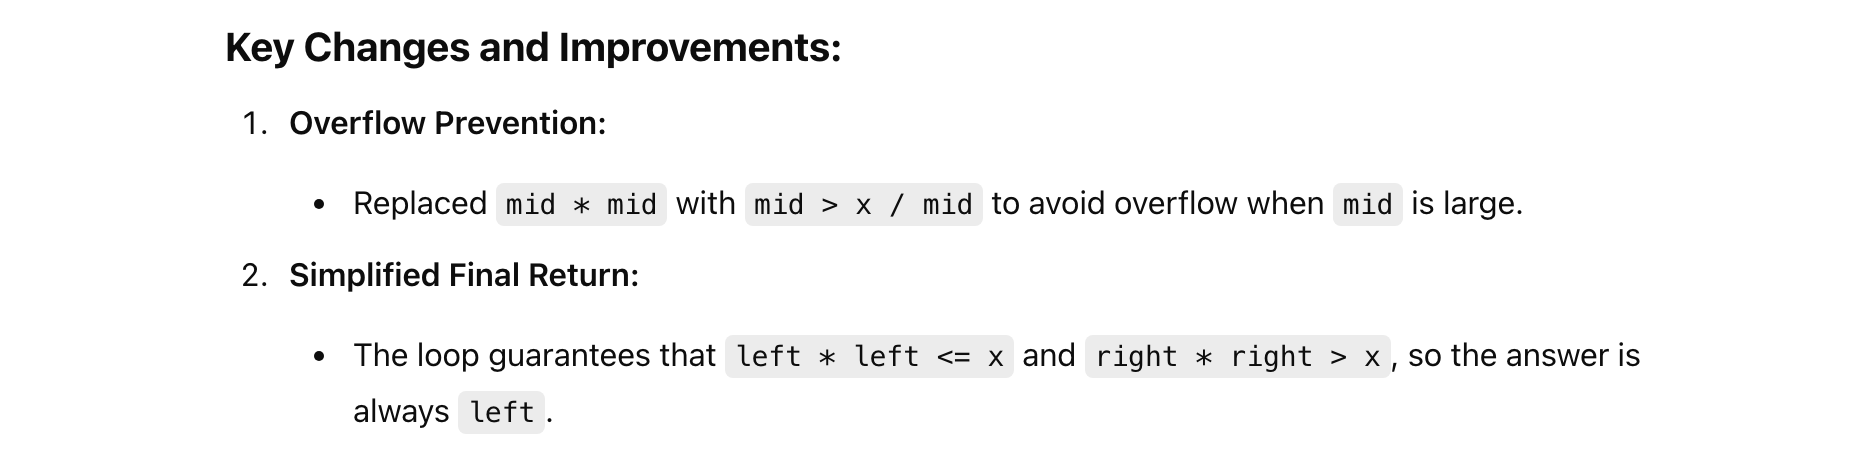 Key Changes and Improvements:
1. Overflow Prevention:
• Replaced mid * mid with mid > x / mid to avoid overflow when mid is large.
2. Simplified Final Return:
• The loop guarantees that left * left <= x and right * right > x, so the answer is
always left.